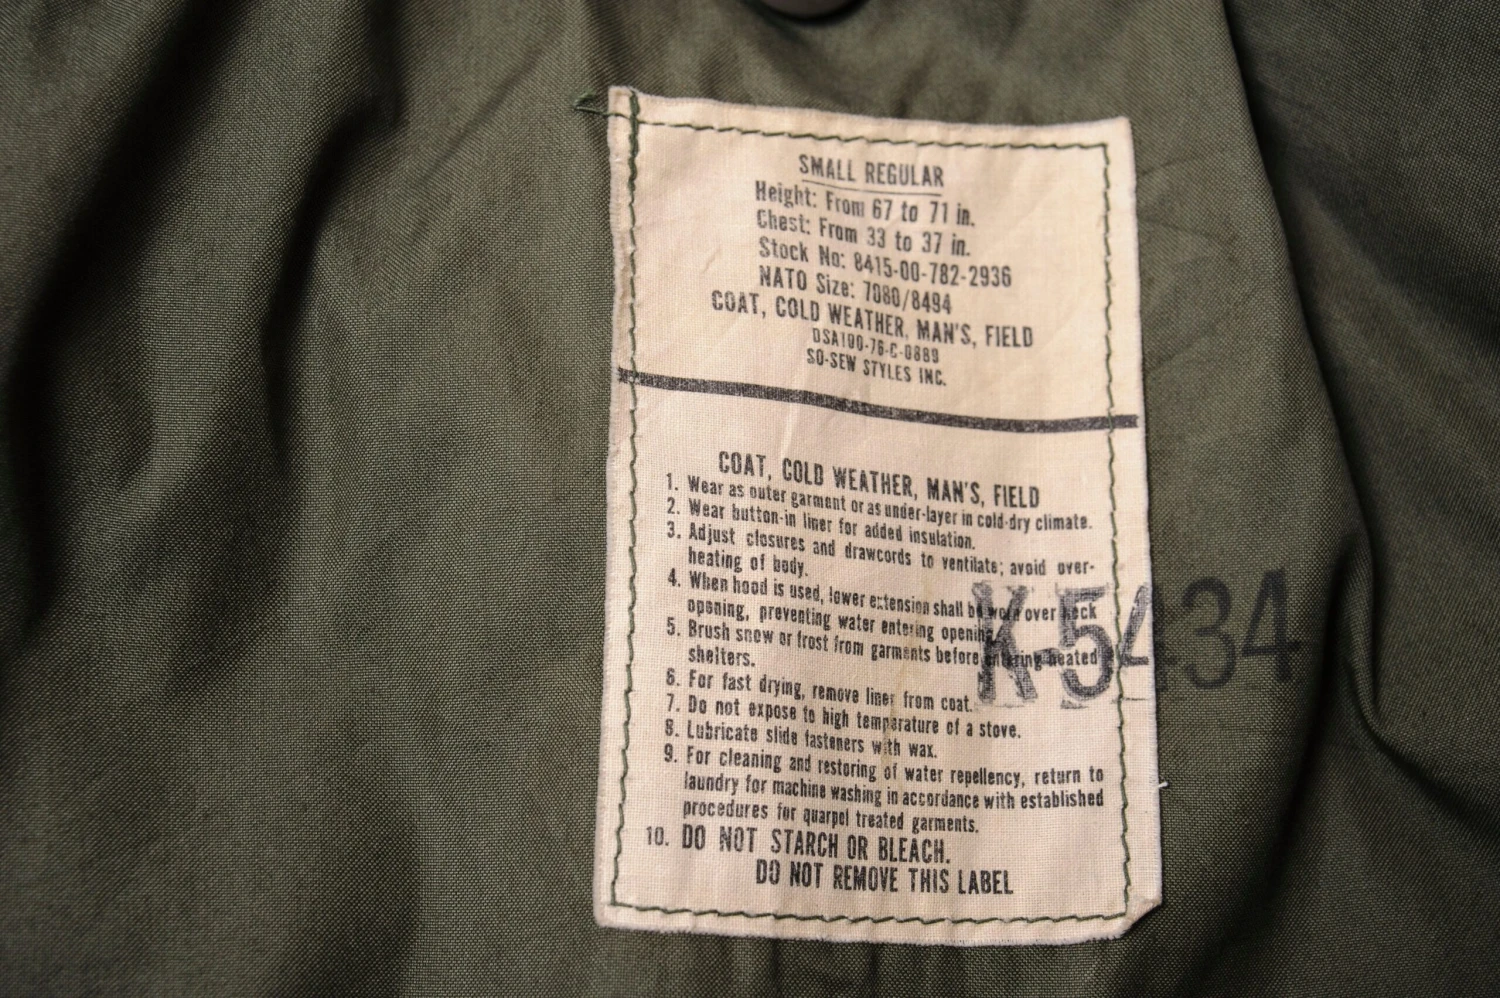 SMALL REGULAR
Height: From 67 to 71 in.
Chest: From 33 to 37 in.
Stock No: 8415-00-782-2936
NATO Size: 7080/8494
COAT, COLD WEATHER, MAN'S, FIELD
DSA100-76-C-0889
SO-SEW STYLES INC.
COAT, COLD WEATHER, MAN'S, FIELD
1. Wear as outer garment or as under-layer in cold-dry climate.
2. Wear button-in liner for added insulation.
3. Adjust closures and drawcords to ventilate; avoid over-
heating of body.
4. When hood is used, lower extension shall be worn over neck
opening, preventing water entering opening.
5. Brush snow or frost from garments before entering heated
shelters.
6. For fast drying, remove liner from coat.
7. Do not expose to high temperature of a stove.
8. Lubricate slide fasteners with wax.
9. For cleaning and restoring of water repellency, return to
laundry for machine washing in accordance with established
procedures for quarpel treated garments.
10. DO NOT STARCH OR BLEACH.
DO NOT REMOVE THIS LABEL
K-5434